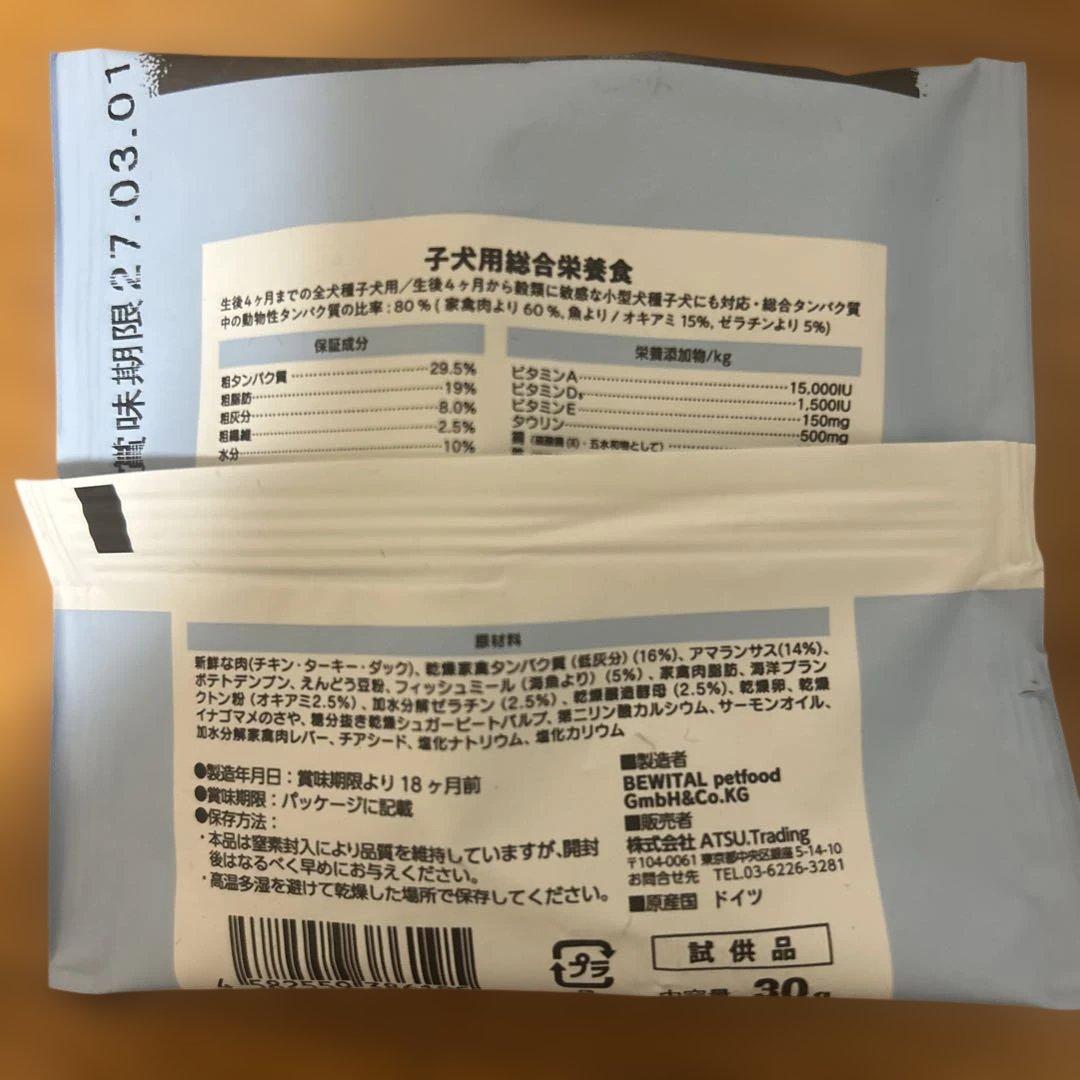 賞味期限27.03.01
子犬用総合栄養食
生後4ヶ月までの全犬種子犬用/生後4ヶ月から穀類に敏感な小型犬種子犬にも対応・総合タンパク質
中の動物性タンパク質の比率:80%(家禽肉より60%,魚より/オキアミ15%,ゼラチンより5%)
保証成分
粗タンパク質 29.5%
粗脂肪 19%
粗灰分 8.0%
粗繊維 2.5%
水分 10%
栄養添加物/kg
ビタミンA 15,000IU
ビタミンD₃ 1,500IU
ビタミンE 150mg
タウリン 500mg
原材料
新鮮な肉(チキン・ターキー・ダック)、乾燥家禽タンパク質(低灰分)(16%)、アマランサス(14%)、
ポテトデンプン、えんどう豆粉、フィッシュミール(海魚より)(5%)、家禽肉脂肪、海洋プラン
クトン粉(オキアミ2.5%)、加水分解ゼラチン(2.5%)、乾燥醸造酵母(2.5%)、乾燥卵、乾燥
イナゴマメのさや、糖分抜き乾燥シュガービートパルプ、第二リン酸カルシウム、サーモンオイル、
加水分解家禽肉レバー、チアシード、塩化ナトリウム、塩化カリウム
●製造年月日:賞味期限より18ヶ月前
●賞味期限:パッケージに記載
●保存方法:
・本品は窒素封入により品質を維持していますが、開封
後はなるべく早めにお与えください。
・高温多湿を避けて乾燥した場所で保存してください。
■製造者
BEWITAL petfood
GmbH&Co.KG
■販売者
株式会社 ATSU.Trading
〒104-0061 東京都中央区銀座5-14-10
お問合せ先 TEL.03-6226-3281
■原産国 ドイツ
プラ
試供品
内容量 30g